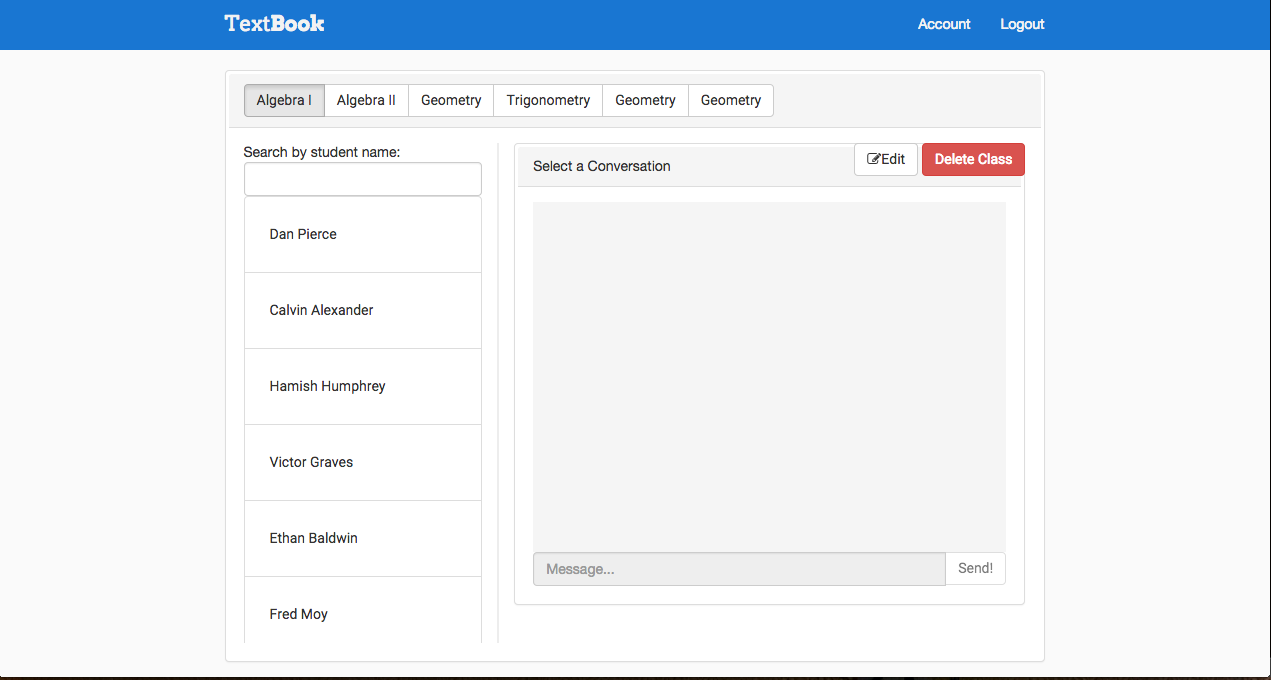 TextBook Account Logout
Algebra I Algebra II Geometry Trigonometry Geometry Geometry
Search by student name:
Dan Pierce
Calvin Alexander
Hamish Humphrey
Victor Graves
Ethan Baldwin
Fred Moy
Select a Conversation Edit Delete Class
Message... Send!